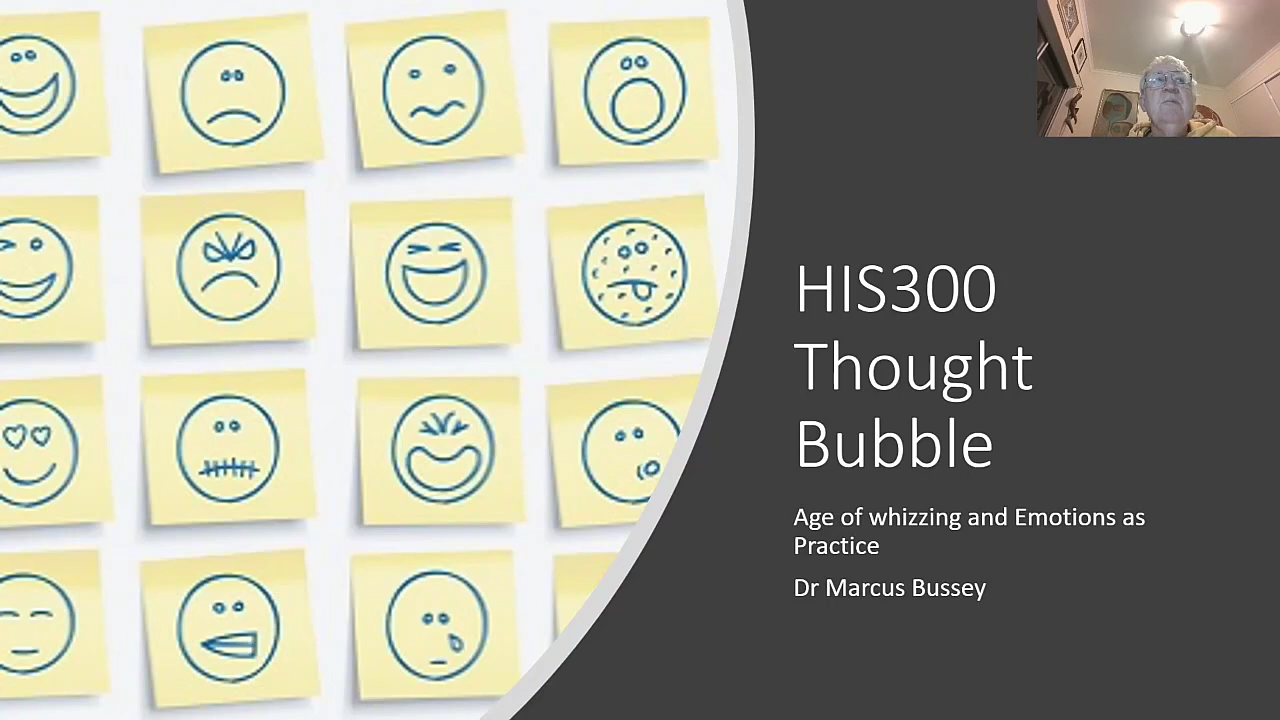 HIS300
Thought
Bubble
Age of whizzing and Emotions as
Practice
Dr Marcus Bussey